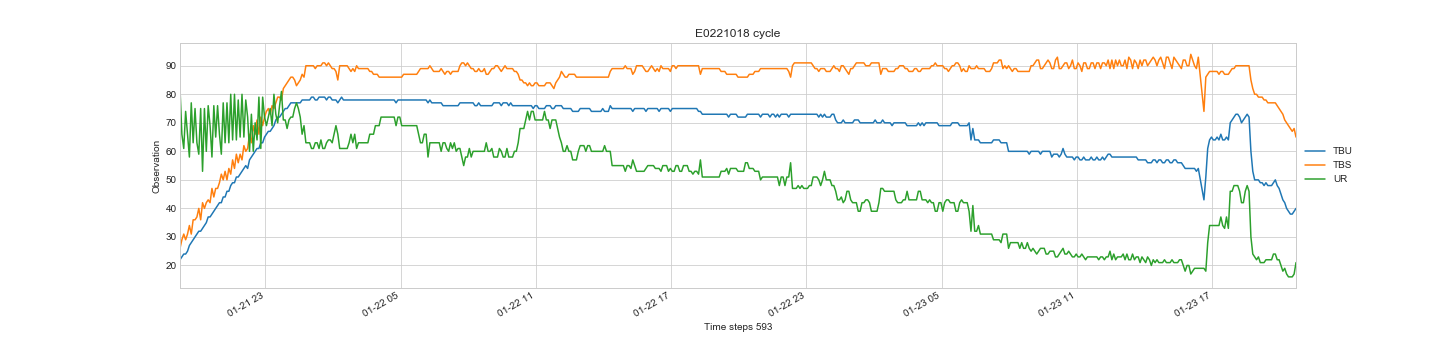 E0221018 cycle
Observation
90
80
70
60
50
40
30
20
01-21 23
01-22 05
01-22 11
01-22 17
01-22 23
01-23 05
01-23 11
01-23 17
Time steps 593
TBU
TBS
UR